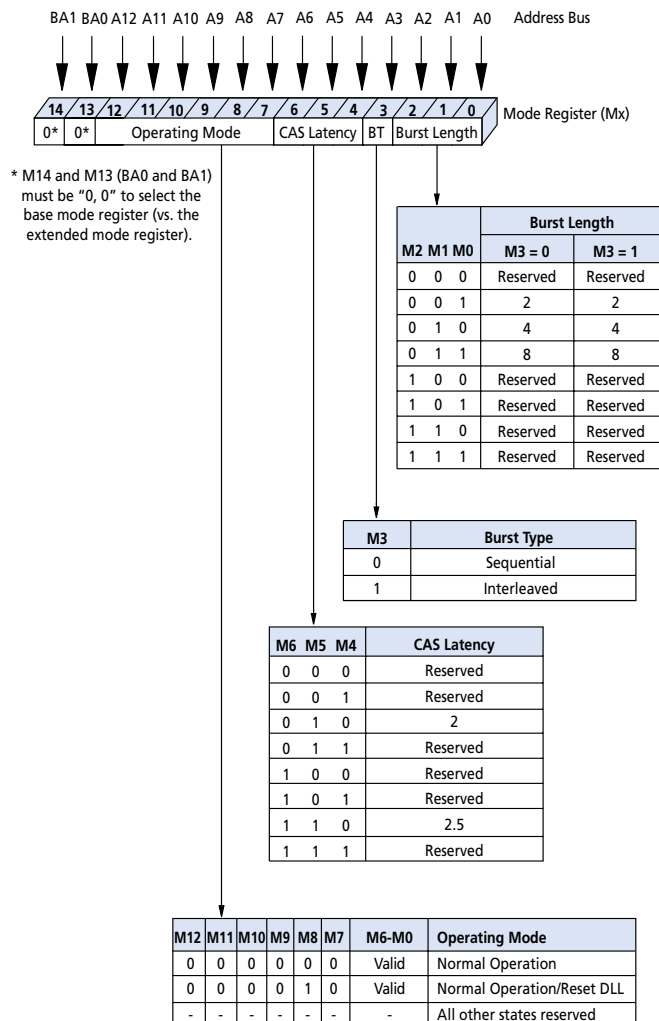 BA1 BA0 A12 A11 A10 A9 A8 A7 A6 A5 A4 A3 A2 A1 A0 Address Bus
14 13 12 11 10 9 8 7 6 5 4 3 2 1 0 Mode Register (Mx)
0* 0* Operating Mode CAS Latency BT Burst Length
* M14 and M13 (BA0 and BA1)
must be “0, 0” to select the
base mode register (vs. the
extended mode register).
Burst Length
M2 M1 M0 M3 = 0 M3 = 1
0 0 0 Reserved Reserved
0 0 1 2 2
0 1 0 4 4
0 1 1 8 8
1 0 0 Reserved Reserved
1 0 1 Reserved Reserved
1 1 0 Reserved Reserved
1 1 1 Reserved Reserved
M3 Burst Type
0 Sequential
1 Interleaved
M6 M5 M4 CAS Latency
0 0 0 Reserved
0 0 1 Reserved
0 1 0 2
0 1 1 Reserved
1 0 0 Reserved
1 0 1 Reserved
1 1 0 2.5
1 1 1 Reserved
M12 M11 M10 M9 M8 M7 M6-M0 Operating Mode
0 0 0 0 0 0 Valid Normal Operation
0 0 0 0 1 0 Valid Normal Operation/Reset DLL
- - - - - - - All other states reserved